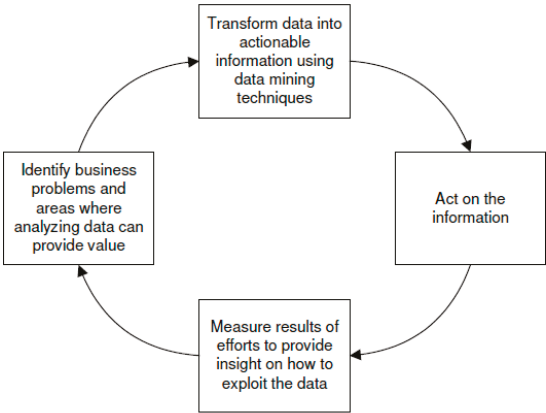 Transform data into
actionable
information using
data mining
techniques
Identify business
problems and
areas where
analyzing data can
provide value
Act on the
information
Measure results of
efforts to provide
insight on how to
exploit the data